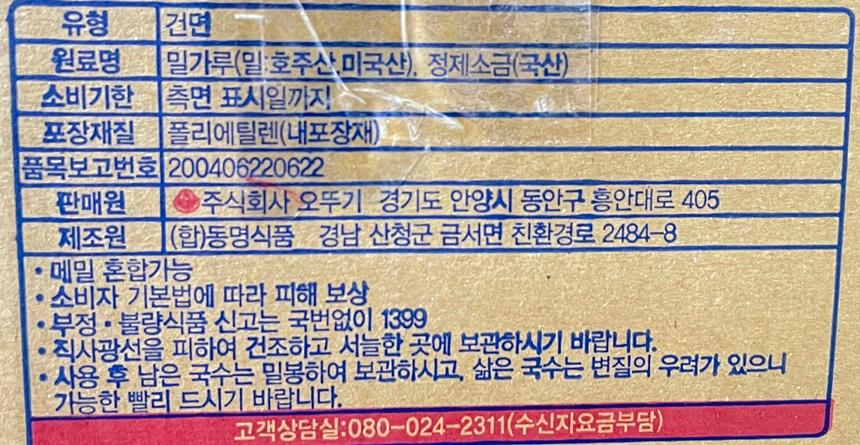 유형 건면
원료명 밀가루(밀:호주산,미국산), 정제소금(국산)
소비기한 측면 표시일까지
포장재질 폴리에틸렌(내포장재)
품목보고번호 200406220622
판매원 주식회사 오뚜기 경기도 안양시 동안구 흥안대로 405
제조원 (합)동명식품 경남 산청군 금서면 친환경로 2484-8
• 메밀 혼합가능
• 소비자 기본법에 따라 피해 보상
• 부정•불량식품 신고는 국번없이 1399
• 직사광선을 피하여 건조하고 서늘한 곳에 보관하시기 바랍니다.
• 사용 후 남은 국수는 밀봉하여 보관하시고, 삶은 국수는 변질의 우려가 있으니
가능한 빨리 드시기 바랍니다.
고객상담실:080-024-2311(수신자요금부담)